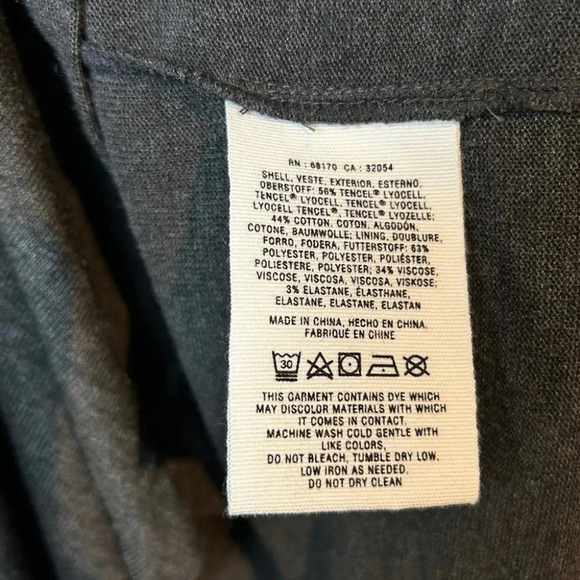 RN : 68170 CA : 32054
SHELL, VESTE, EXTERIOR, ESTERNO,
OBERSTOFF: 56% TENCEL® LYOCELL,
TENCEL® LYOCELL, TENCEL® LYOCELL,
LYOCELL TENCEL®, TENCEL® LYOZELLE;
44% COTTON, COTON, ALGODÓN,
COTONE, BAUMWOLLE; LINING, DOUBLURE,
FORRO, FODERA, FUTTERSTOFF: 63%
POLYESTER, POLYESTER, POLIÉSTER,
POLIESTERE, POLYESTER; 34% VISCOSE,
VISCOSE, VISCOSA, VISCOSA, VISKOSE;
3% ELASTANE, ÉLASTHANE,
ELASTANE, ELASTANE, ELASTAN
MADE IN CHINA, HECHO EN CHINA.
FABRIQUÉ EN CHINE
30
THIS GARMENT CONTAINS DYE WHICH
MAY DISCOLOR MATERIALS WITH WHICH
IT COMES IN CONTACT.
MACHINE WASH COLD GENTLE WITH
LIKE COLORS,
DO NOT BLEACH, TUMBLE DRY LOW.
LOW IRON AS NEEDED.
DO NOT DRY CLEAN